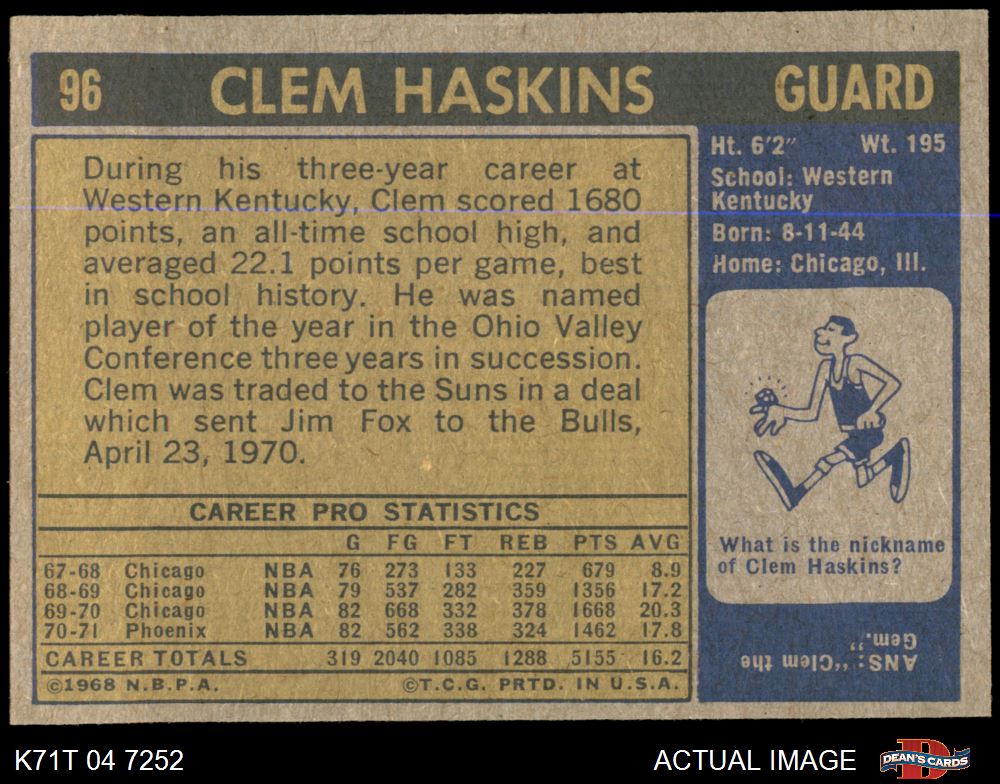 96 CLEM HASKINS GUARD
During his three-year career at
Western Kentucky, Clem scored 1680
points, an all-time school high, and
averaged 22.1 points per game, best
in school history. He was named
player of the year in the Ohio Valley
Conference three years in succession.
Clem was traded to the Suns in a deal
which sent Jim Fox to the Bulls,
April 23, 1970.
CAREER PRO STATISTICS
G FG FT REB PTS AVG
67-68 Chicago NBA 76 273 133 227 679 8.9
68-69 Chicago NBA 79 537 282 359 1356 17.2
69-70 Chicago NBA 82 668 332 378 1668 20.3
70-71 Phoenix NBA 82 562 338 324 1462 17.8
CAREER TOTALS 319 2040 1085 1288 5155 16.2
©1968 N.B.P.A. ©T.C.G. PRTD. IN U.S.A.
Ht. 6'2" Wt. 195
School: Western
Kentucky
Born: 8-11-44
Home: Chicago, Ill.
What is the nickname
of Clem Haskins?
ANS: "Clem the
Gem."
K71T 04 7252 ACTUAL IMAGE D DEAN'S CARDS